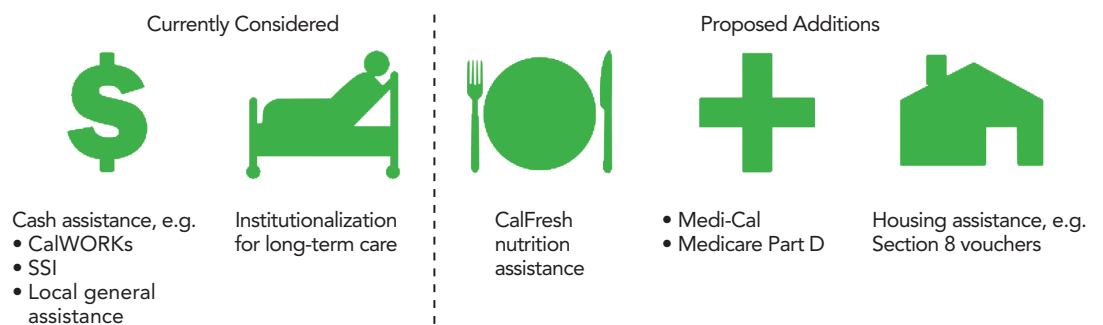 Currently Considered
Proposed Additions
Cash assistance, e.g.
• CalWORKs
• SSI
• Local general
assistance
Institutionalization
for long-term care
CalFresh
nutrition
assistance
• Medi-Cal
• Medicare Part D
Housing assistance, e.g.
Section 8 vouchers